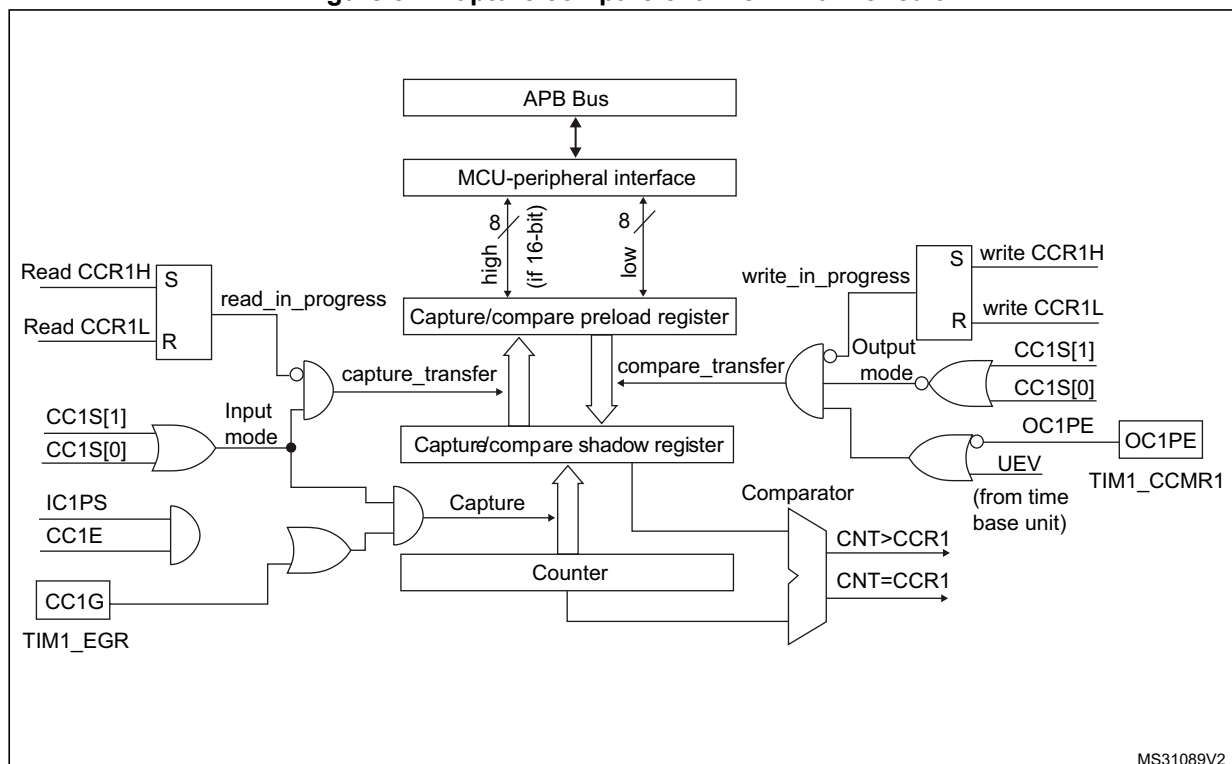 APB Bus
MCU-peripheral interface
8
high
(if 16-bit)
8
low
Read CCR1H
S
read_in_progress
Read CCR1L
R
write_in_progress
S
write CCR1H
R
write CCR1L
Capture/compare preload register
capture_transfer
compare_transfer
Output
mode
CC1S[1]
CC1S[0]
CC1S[1]
CC1S[0]
Input
mode
Capture/compare shadow register
OC1PE
OC1PE
UEV
(from time
base unit)
TIM1_CCMR1
IC1PS
CC1E
Capture
Comparator
CNT>CCR1
CNT=CCR1
Counter
CC1G
TIM1_EGR
MS31089V2